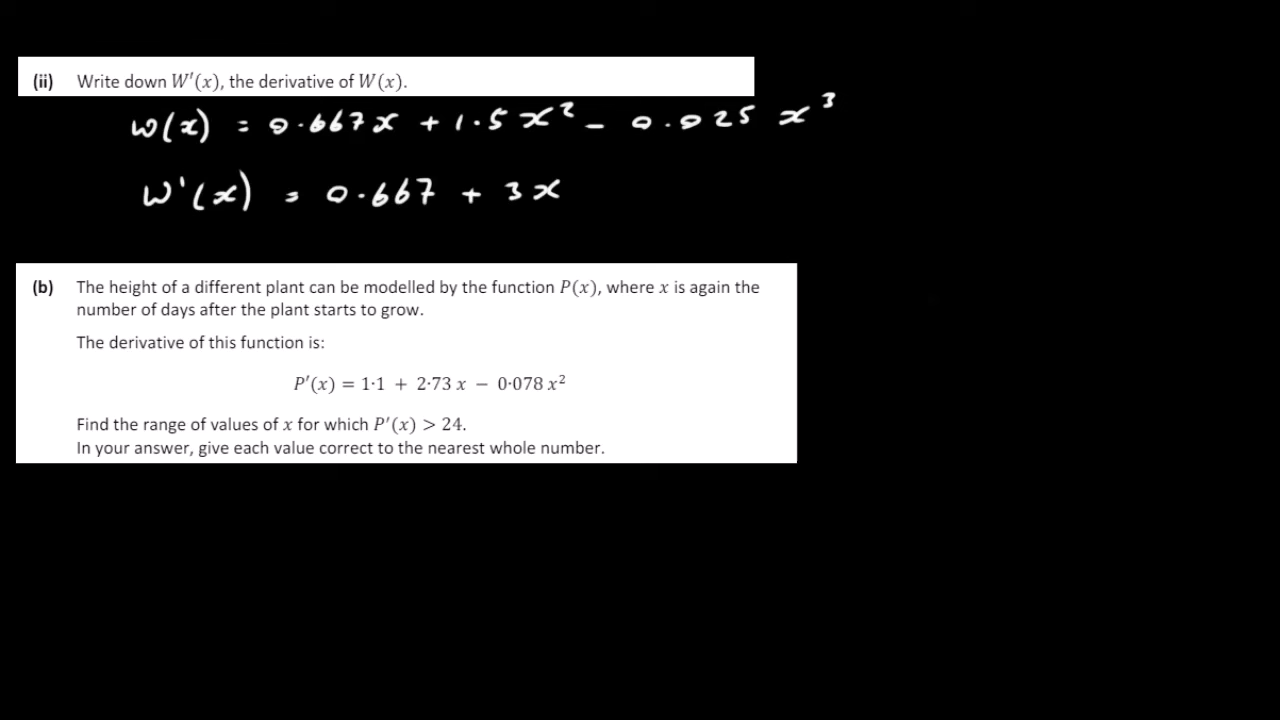 (ii) Write down W′(x), the derivative of W(x).
W(x) = 0.667x + 1.5x² − 0.025 x³
W'(x) = 0.667 + 3x
(b) The height of a different plant can be modelled by the function P(x), where x is again the
number of days after the plant starts to grow.
The derivative of this function is:
P′(x) = 1·1 + 2·73 x − 0·078 x²
Find the range of values of x for which P′(x) > 24.
In your answer, give each value correct to the nearest whole number.